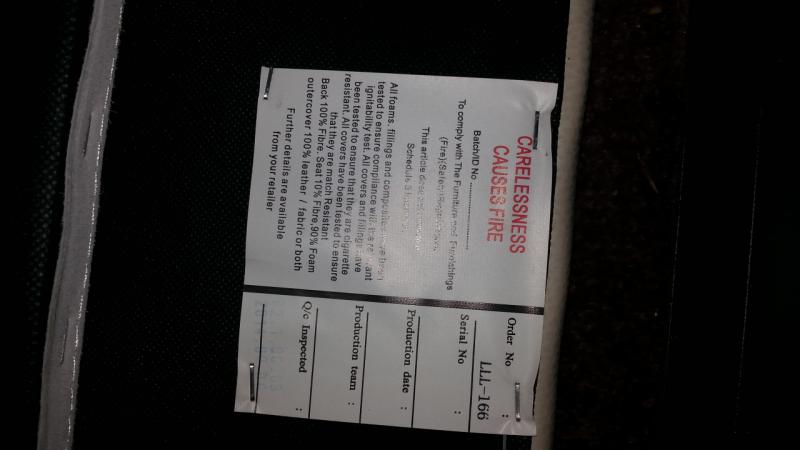 CARELESSNESS
CAUSES FIRE
Batch/ID No
To comply with The Furniture and Furnishings
(Fire)(Safety)
This article does
Schedule 3
All foams, fillings and composites have been
tested to ensure compliance with the relevant
ignitability test. All covers and fillings have
been tested to ensure that they are cigarette
resistant. All covers have been tested to ensure
that they are match Resistant
Back 100% Fibre. Seat 10% Fibre,90% Foam
outercover 100% leather / fabric or both
Further details are available
from your retailer
Order No :
LLL-166
Serial No :
Production date :
Production team :
Q/c Inspected :